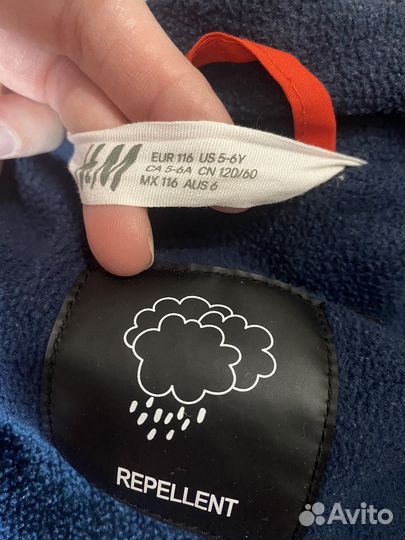 H&M
EUR 116 US 5-6Y
CA 5-6A CN 120/60
MX 116 AUS 6
REPELLENT
Avito